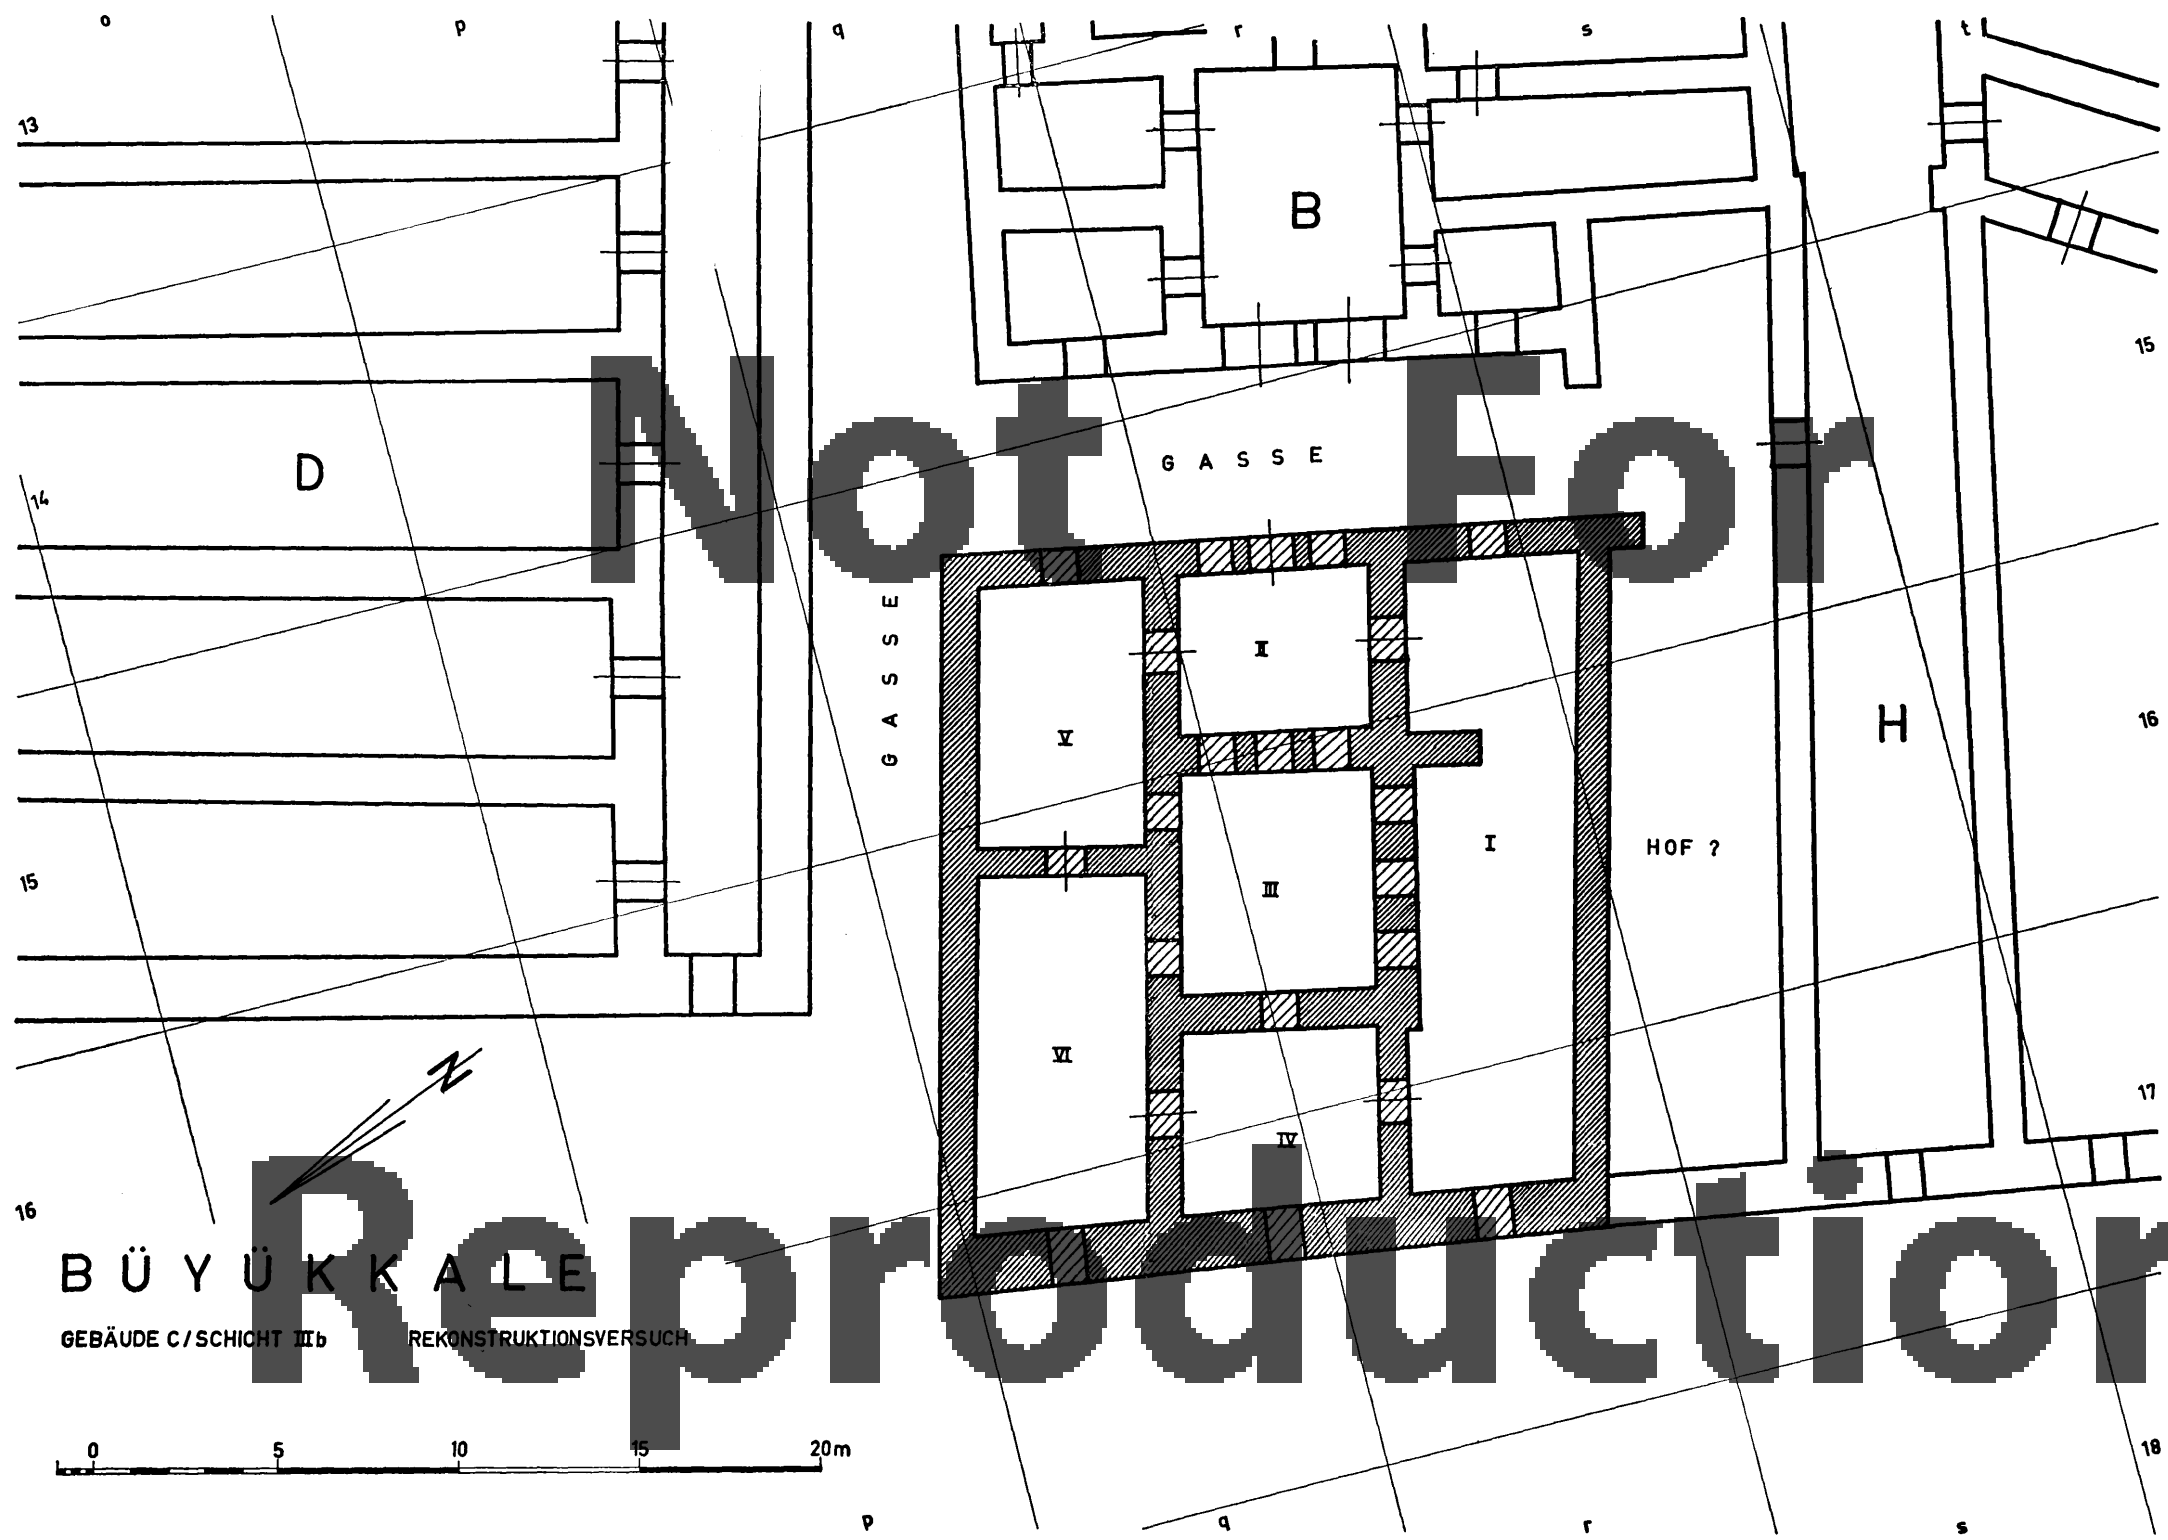 o p q r s t
13
B
15
D
14
GASSE
GASSE
II
V
H
16
I
HOF ?
15
III
VI
17
IV
16
N
BÜYÜKKALE
GEBÄUDE C/SCHICHT IIIb REKONSTRUKTIONSVERSUCH
0 5 10 15 20m
18
p q r s
Not For
Reproduction